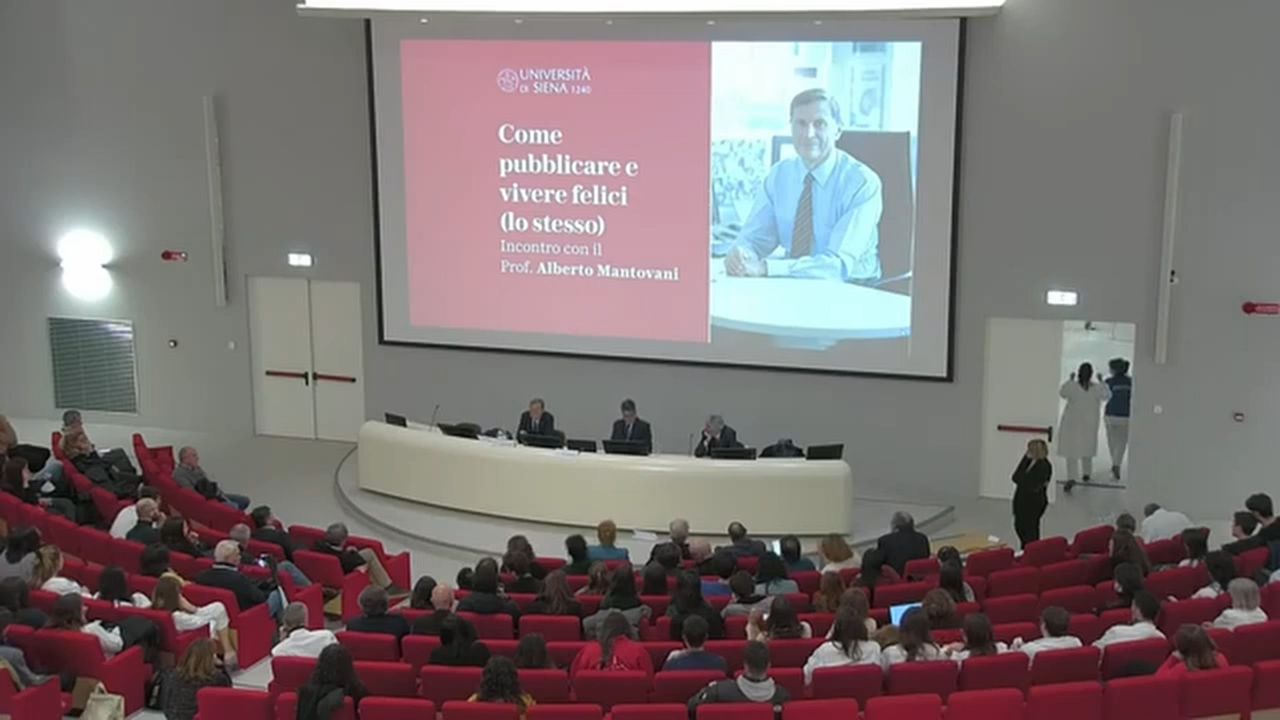 UNIVERSITÀ
DI SIENA 1240
Come
pubblicare e
vivere felici
(lo stesso)
Incontro con il
Prof. Alberto Mantovani